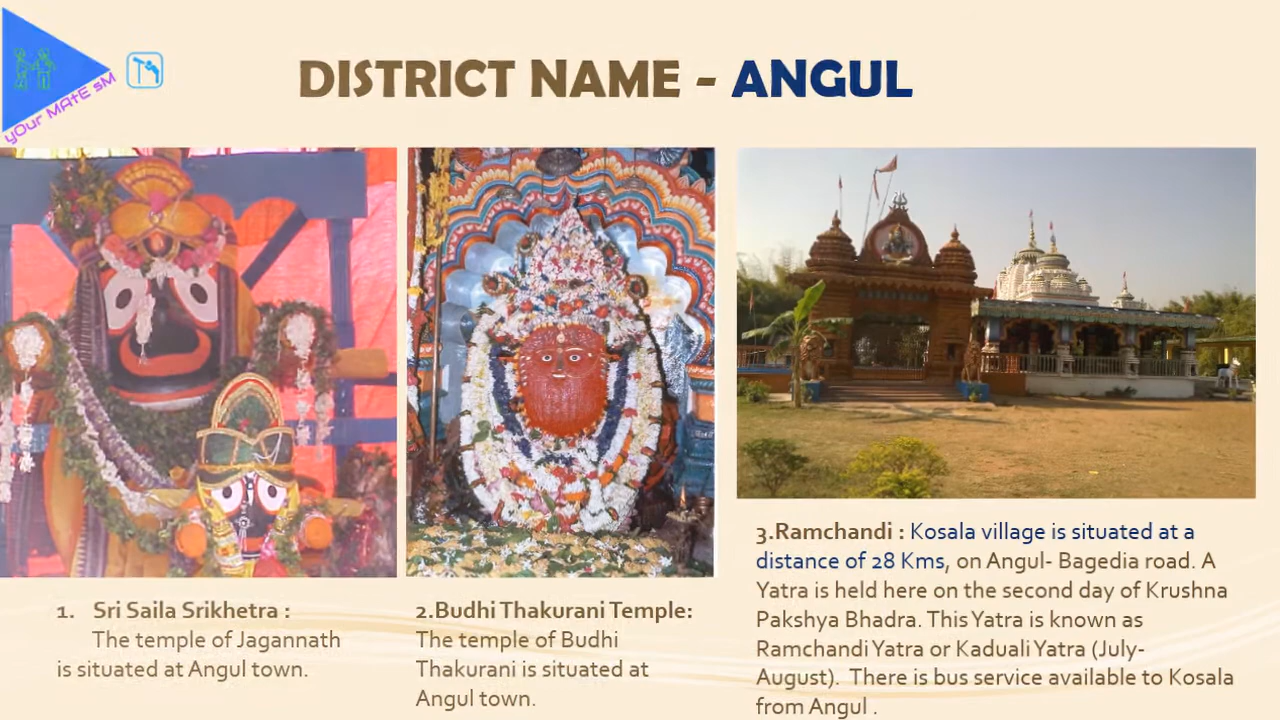 yOur MAtE sM
DISTRICT NAME - ANGUL
1. Sri Saila Srikhetra :
The temple of Jagannath
is situated at Angul town.
2.Budhi Thakurani Temple:
The temple of Budhi
Thakurani is situated at
Angul town.
3.Ramchandi : Kosala village is situated at a
distance of 28 Kms, on Angul- Bagedia road. A
Yatra is held here on the second day of Krushna
Pakshya Bhadra. This Yatra is known as
Ramchandi Yatra or Kaduali Yatra (July-
August). There is bus service available to Kosala
from Angul .